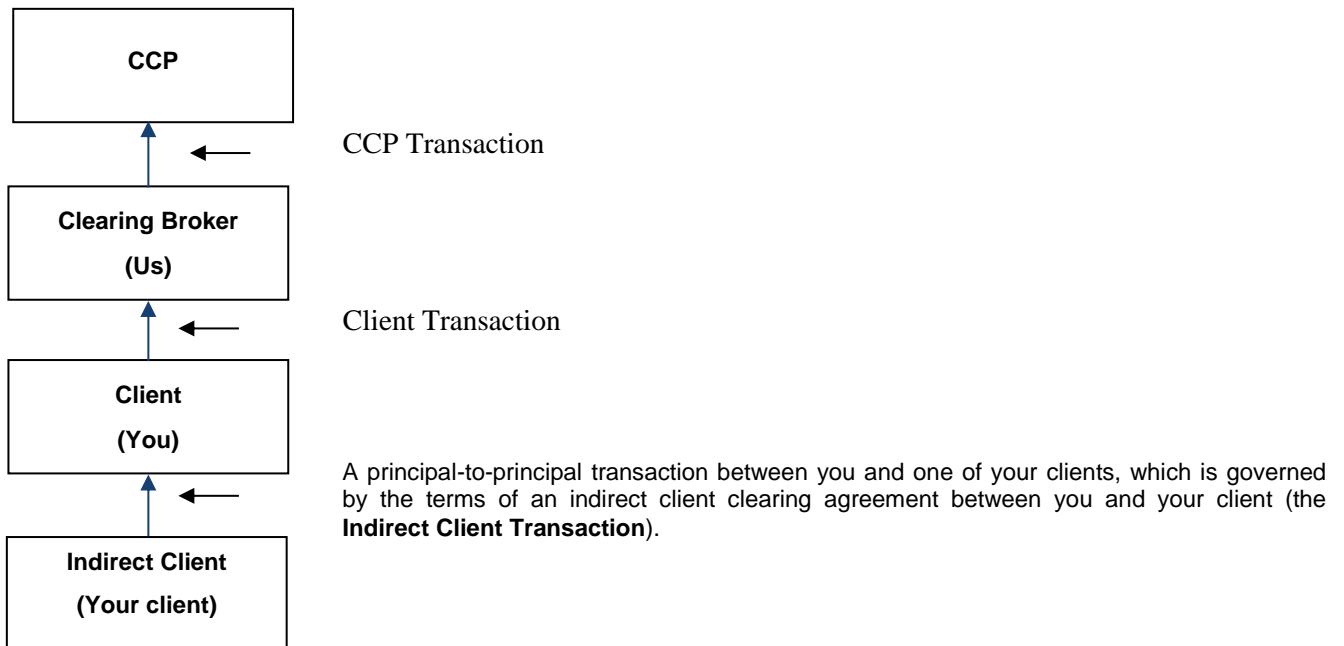 CCP
CCP Transaction
Clearing Broker
(Us)
Client Transaction
Client
(You)
A principal-to-principal transaction between you and one of your clients, which is governed
by the terms of an indirect client clearing agreement between you and your client (the
Indirect Client Transaction).
Indirect Client
(Your client)